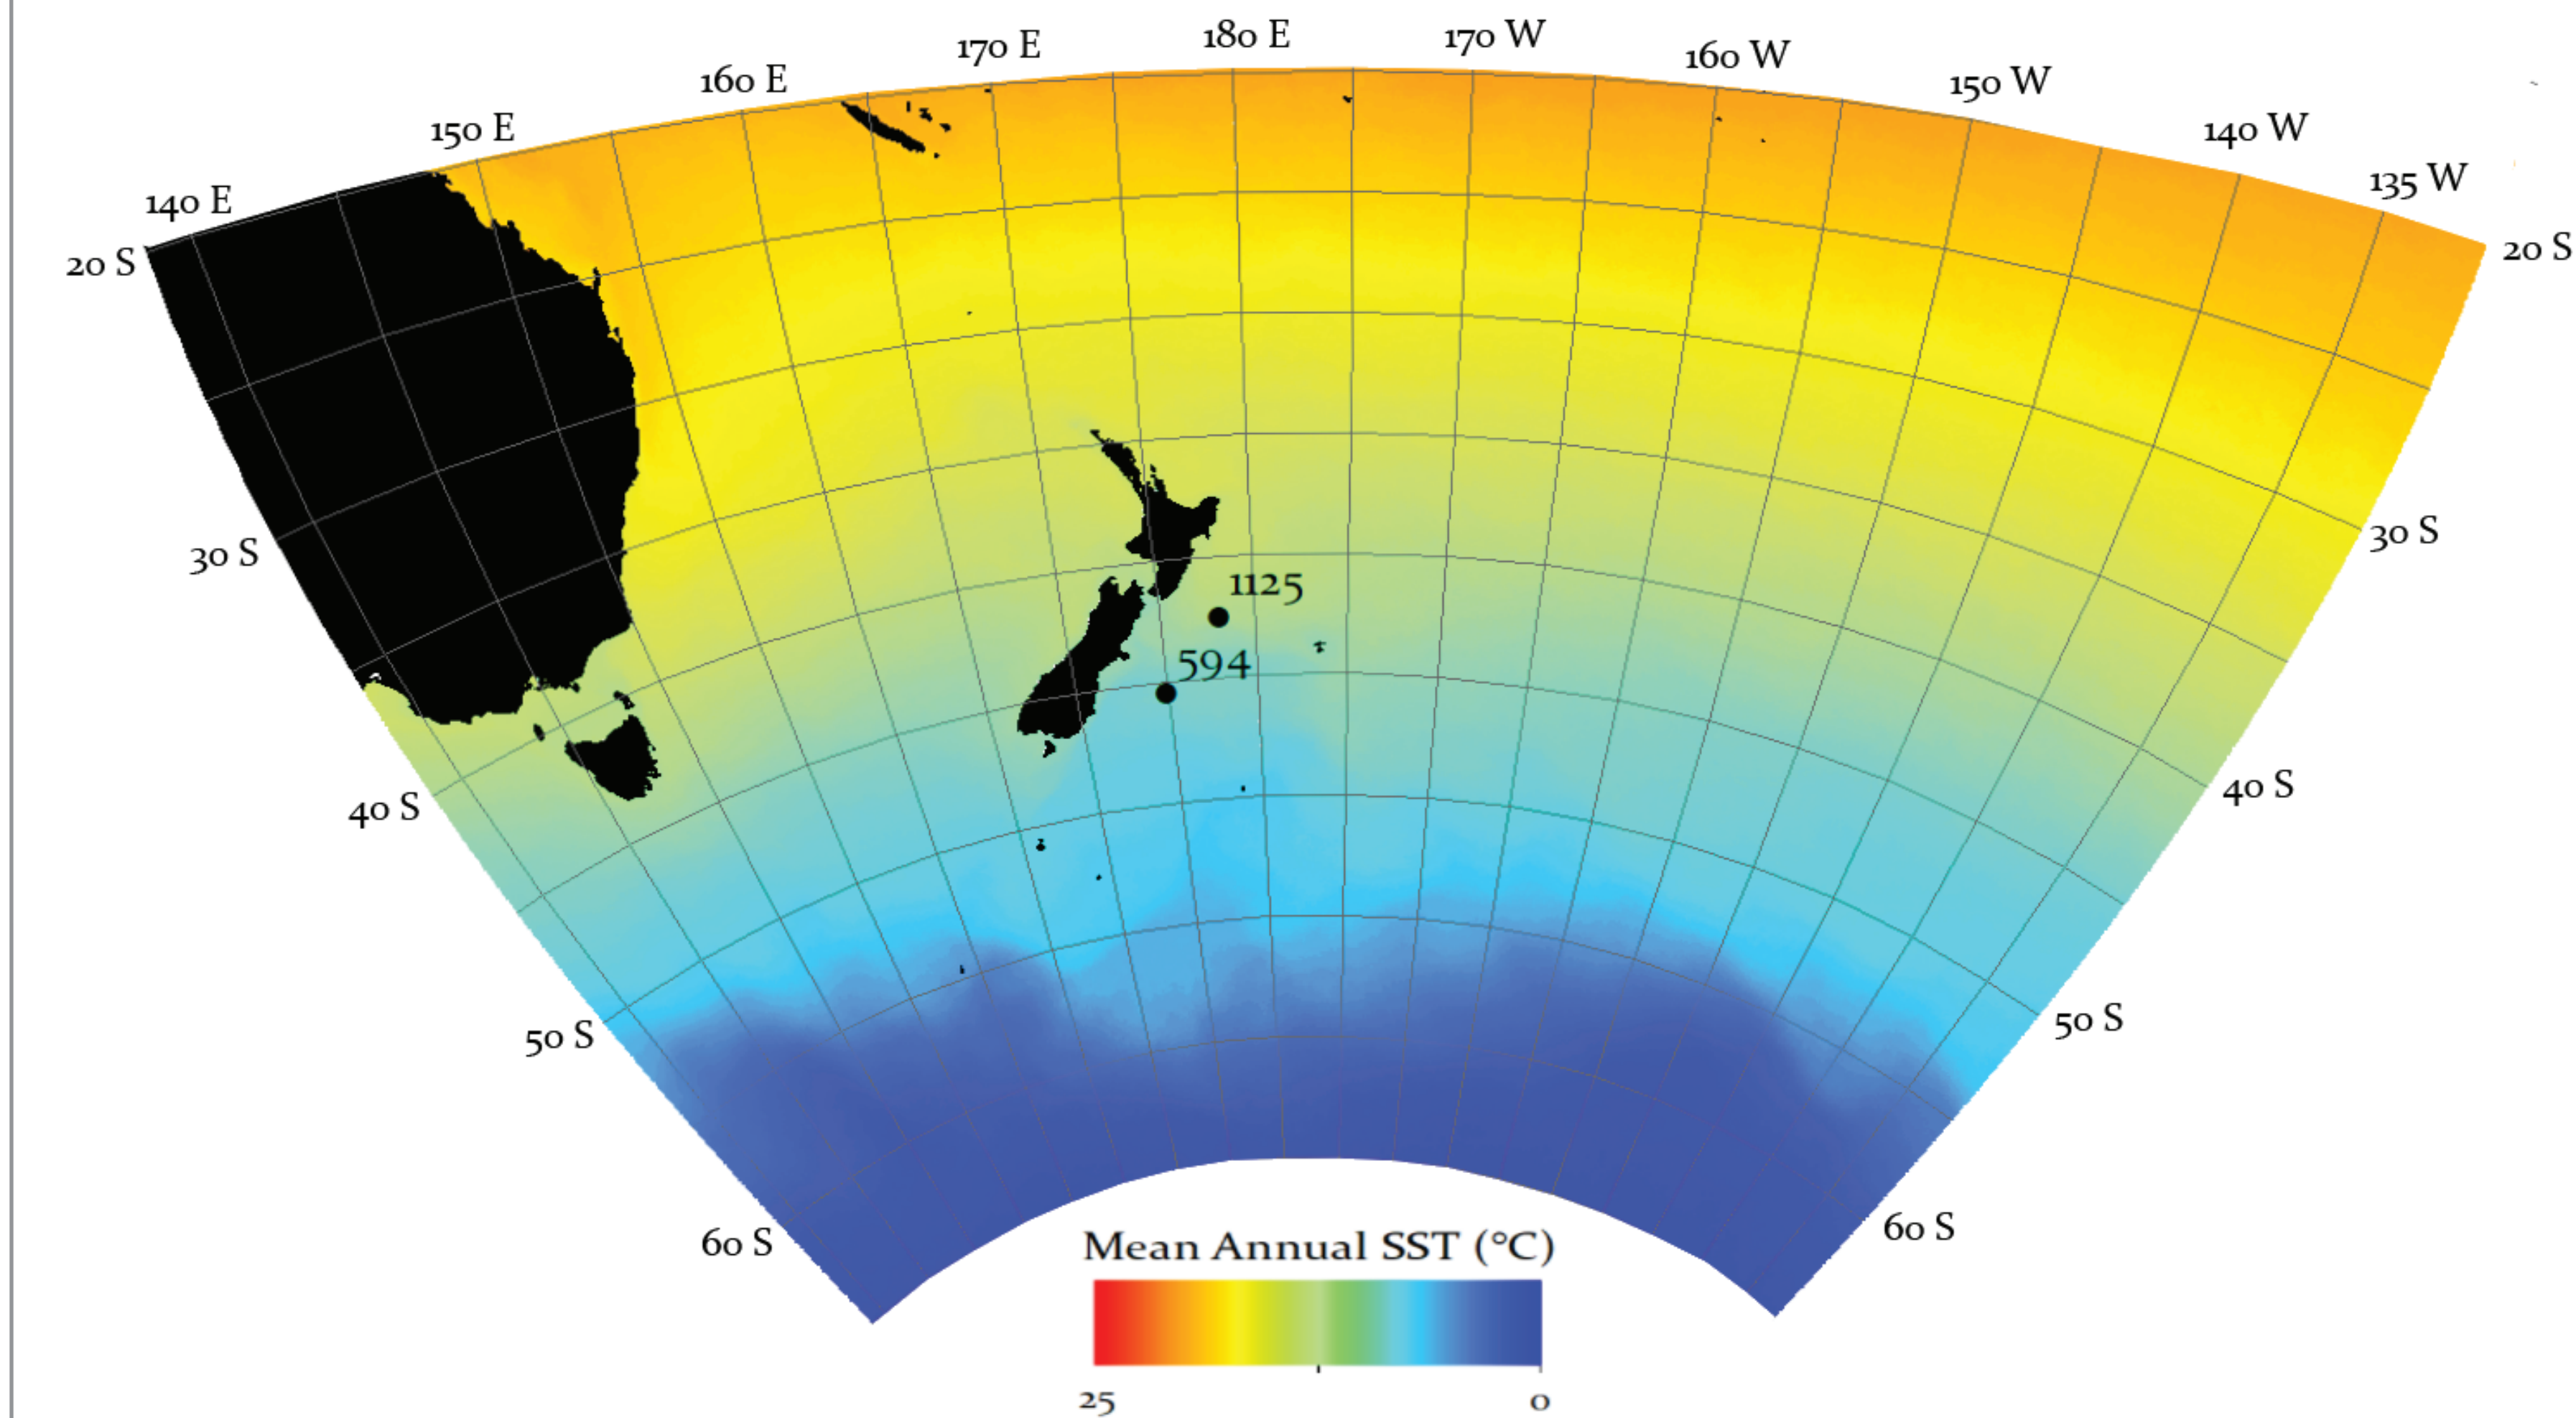 140 E
150 E
160 E
170 E
180 E
170 W
160 W
150 W
140 W
135 W
20 S
20 S
30 S
30 S
1125
594
40 S
40 S
50 S
50 S
60 S
60 S
Mean Annual SST (°C)
25 0